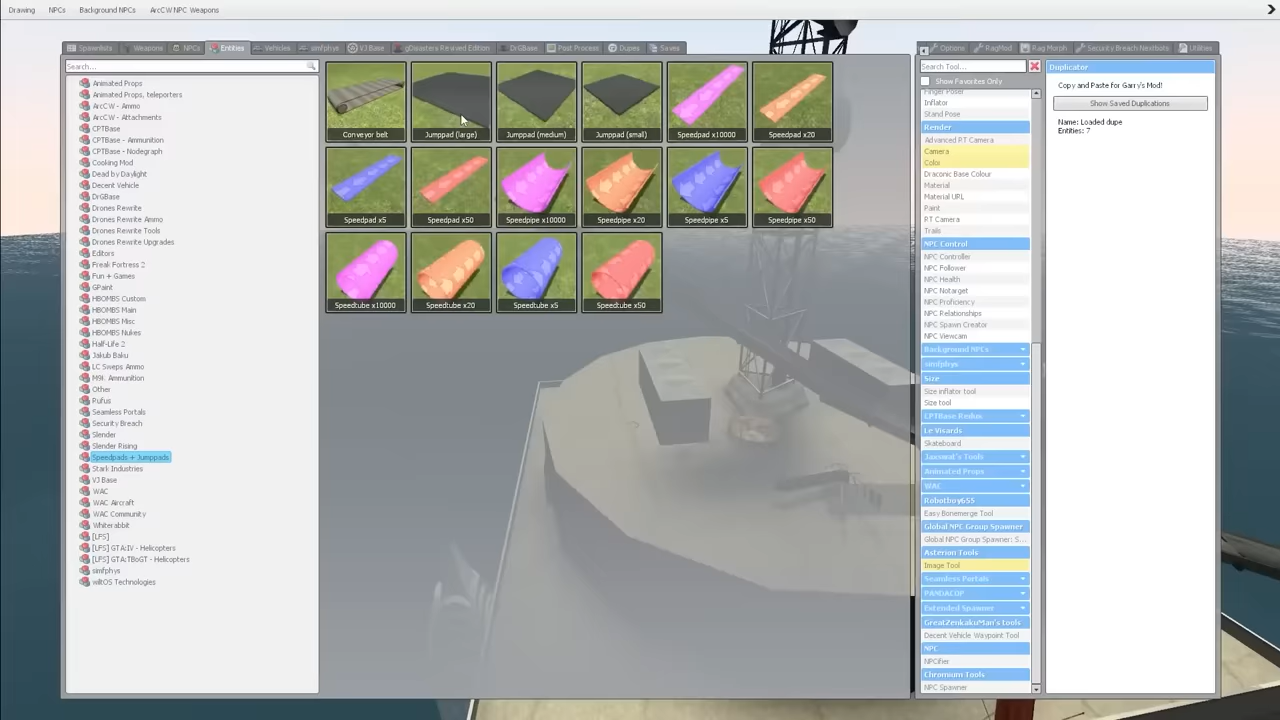 Drawing NPCs Background NPCs ArcCW NPC Weapons
Spawnlists Weapons NPCs Entities Vehicles simfphys VJ Base gDisasters Revived Edition DrGBase Post Process Dupes Saves
Search...
Animated Props
Animated Props, teleporters
ArcCW - Ammo
ArcCW - Attachments
CPTBase
CPTBase - Ammunition
CPTBase - Nodegraph
Cooking Mod
Dead by Daylight
Decent Vehicle
DrGBase
Drones Rewrite
Drones Rewrite Ammo
Drones Rewrite Tools
Drones Rewrite Upgrades
Editors
Freak Fortress 2
Fun + Games
GPaint
HBOMBS Custom
HBOMBS Main
HBOMBS Misc
HBOMBS Nukes
Half-Life 2
Jakub Baku
LC Sweps Ammo
M9K Ammunition
Other
Rufus
Seamless Portals
Security Breach
Slender
Slender Rising
Speedpads + Jumppads
Stark Industries
VJ Base
WAC
WAC Aircraft
WAC Community
Whiterabbit
[LFS]
[LFS] GTA:IV - Helicopters
[LFS] GTA:TBoGT - Helicopters
simfphys
wiltOS Technologies
Conveyor belt Jumppad (large) Jumppad (medium) Jumppad (small) Speedpad x10000 Speedpad x20
Speedpad x5 Speedpad x50 Speedpipe x10000 Speedpipe x20 Speedpipe x5 Speedpipe x50
Speedtube x10000 Speedtube x20 Speedtube x5 Speedtube x50
Options RagMod Rag Morph Security Breach Nextbots Utilities
Search Tool...
Show Favorites Only
Finger Poser
Inflator
Stand Pose
Render
Advanced RT Camera
Camera
Color
Draconic Base Colour
Material
Material URL
Paint
RT Camera
Trails
NPC Control
NPC Controller
NPC Follower
NPC Health
NPC Notarget
NPC Proficiency
NPC Relationships
NPC Spawn Creator
NPC Viewcam
Background NPCs
simfphys
Size
Size inflator tool
Size tool
CPTBase Redux
Le Visards
Skateboard
Jaxswat's Tools
Animated Props
WAC
Robotboy655
Easy Bonemerge Tool
Global NPC Group Spawner
Global NPC Group Spawner: S...
Asterion Tools
Image Tool
Seamless Portals
PANDACOP
Extended Spawner
GreatZenkakuMan's tools
Decent Vehicle Waypoint Tool
NPC
NPCifier
Chromium Tools
NPC Spawner
Duplicator
Copy and Paste for Garry's Mod!
Show Saved Duplications
Name: Loaded dupe
Entities: 7